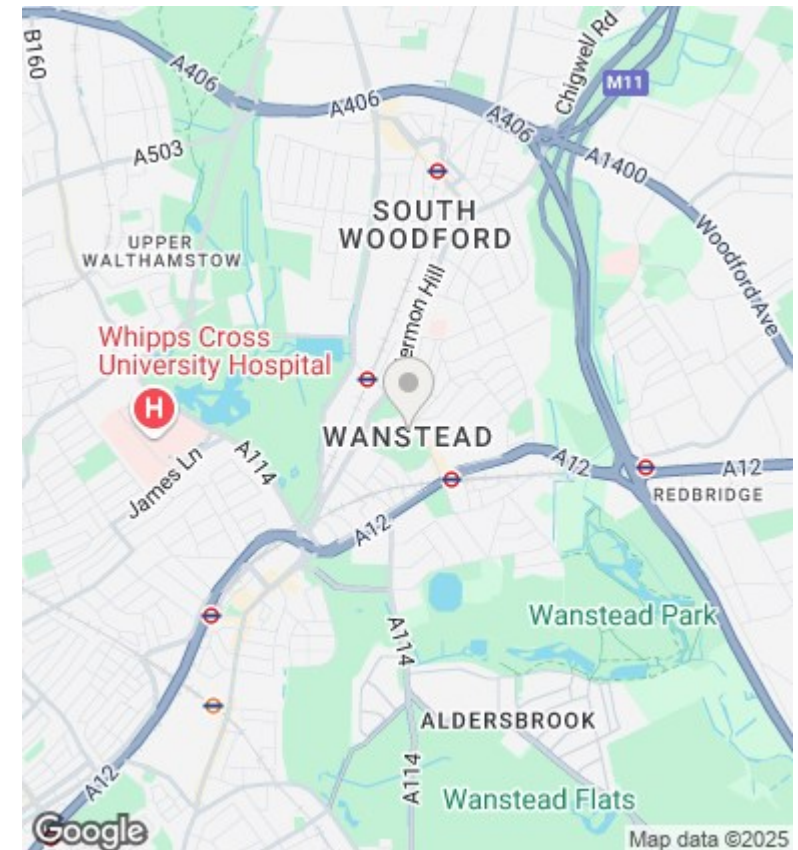 B160
A406
A406
A406
Chigwell Rd
M11
A503
A1400
SOUTH
WOODFORD
UPPER
WALTHAMSTOW
Woodford Ave
ermon Hill
Whipps Cross
University Hospital
H
WANSTEAD
A114
James Ln
A12
A12
REDBRIDGE
A12
Wanstead Park
A114
ALDERSBROOK
A114
A12
Wanstead Flats
Google
Map data ©2025